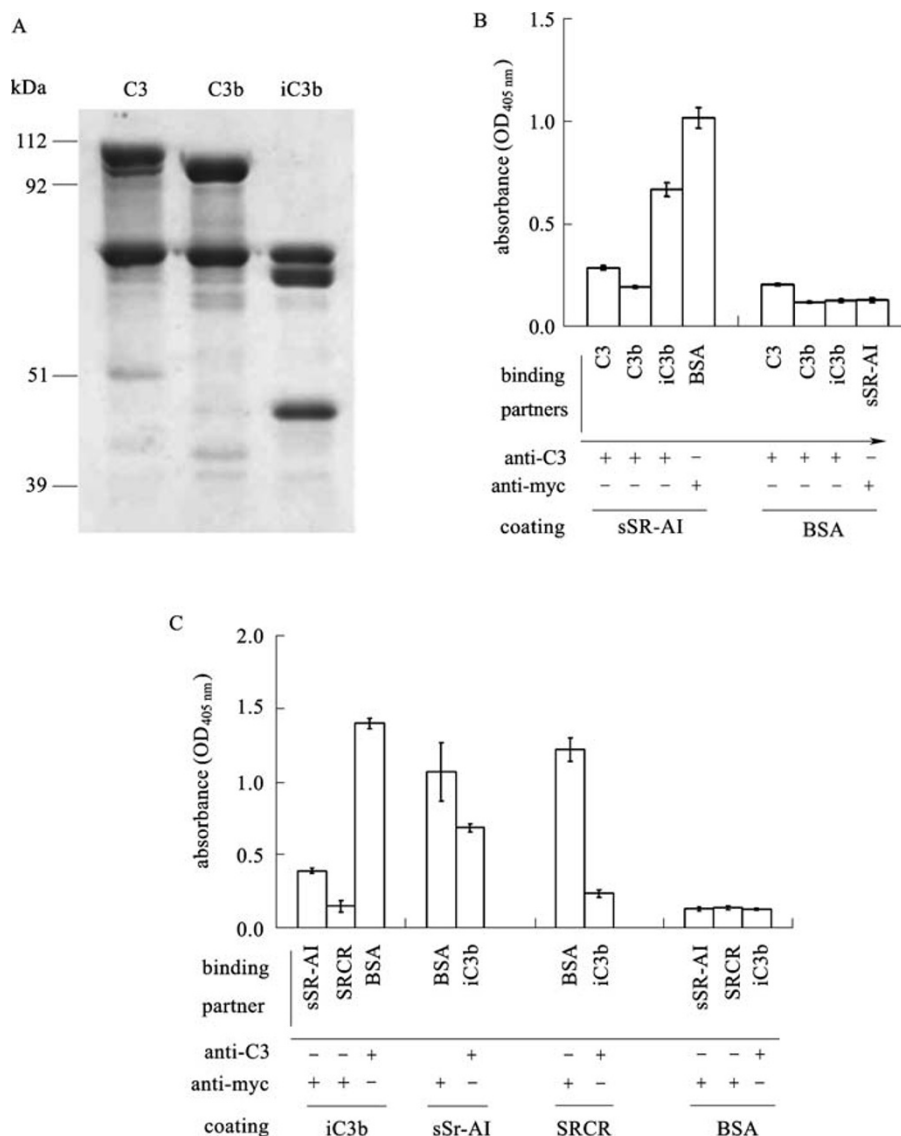 A
kDa
C3 C3b iC3b
112
92
51
39
B
absorbance (OD405 nm)
1.5
1.0
0.5
0.0
binding
partners
C3 C3b iC3b BSA C3 C3b iC3b sSR-AI
anti-C3 + + + − + + + −
anti-myc − − − + − − − +
coating sSR-AI BSA
C
absorbance (OD405 nm)
2.0
1.5
1.0
0.5
0.0
binding
partner
sSR-AI SRCR BSA BSA iC3b BSA iC3b sSR-AI SRCR iC3b
anti-C3 − − + − + − + − − +
anti-myc + + − + − + − + + −
coating iC3b sSr-AI SRCR BSA